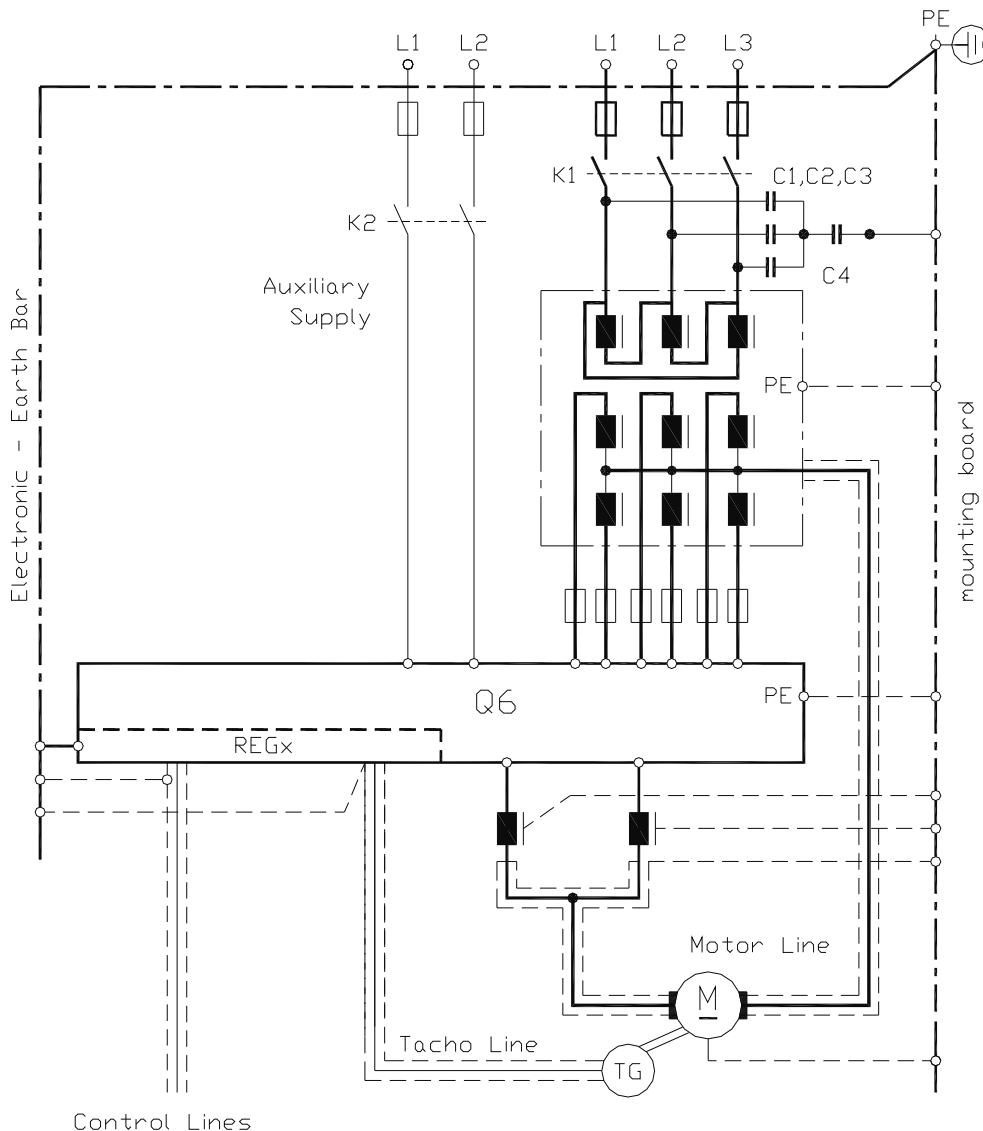 PE
L1 L2 L1 L2 L3
K1
C1,C2,C3
K2
C4
Auxiliary
Supply
Electronic - Earth Bar
PE
mounting board
Q6
PE
REGx
Motor Line
M
Tacho Line
TG
Control Lines